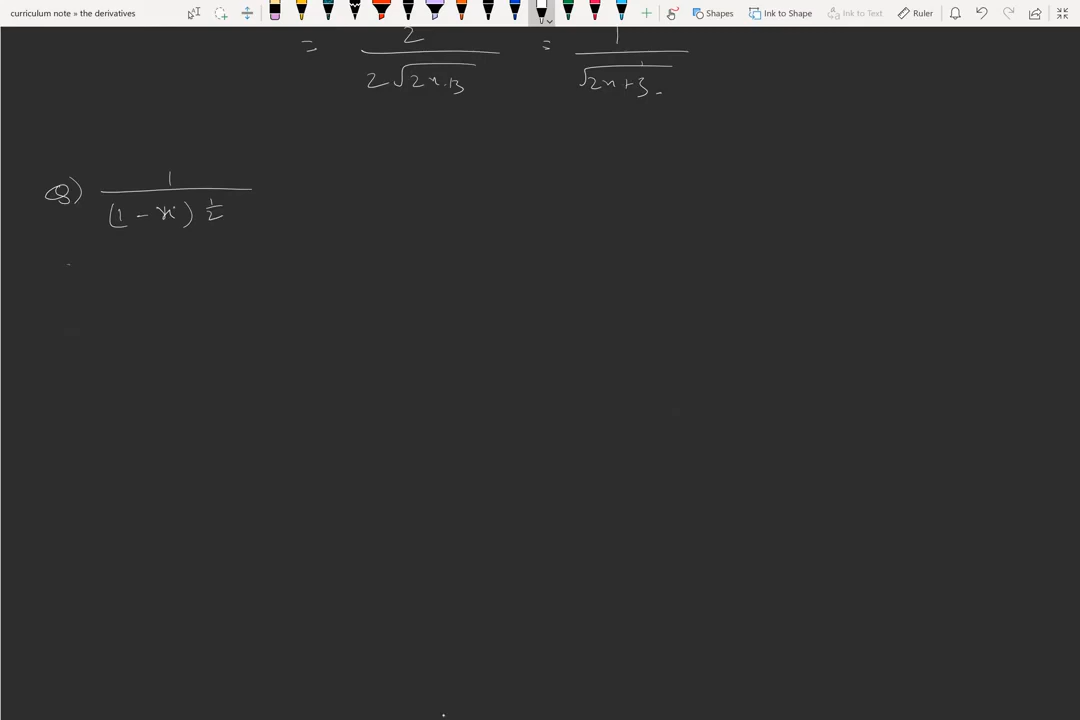 curriculum note » the derivatives
Shapes Ink to Shape Ink to Text Ruler
= 2 / 2√2x+3 = 1 / √2x+3
Q) 1 / (1 - x)^1/2